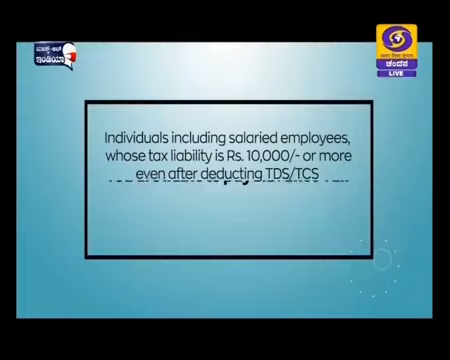 ಮಾಸ್ಕ್-ಅಪ್
ಇಂಡಿಯಾ
ಚಂದನ
LIVE
Individuals including salaried employees,
whose tax liability is Rs. 10,000/- or more
even after deducting TDS/TCS